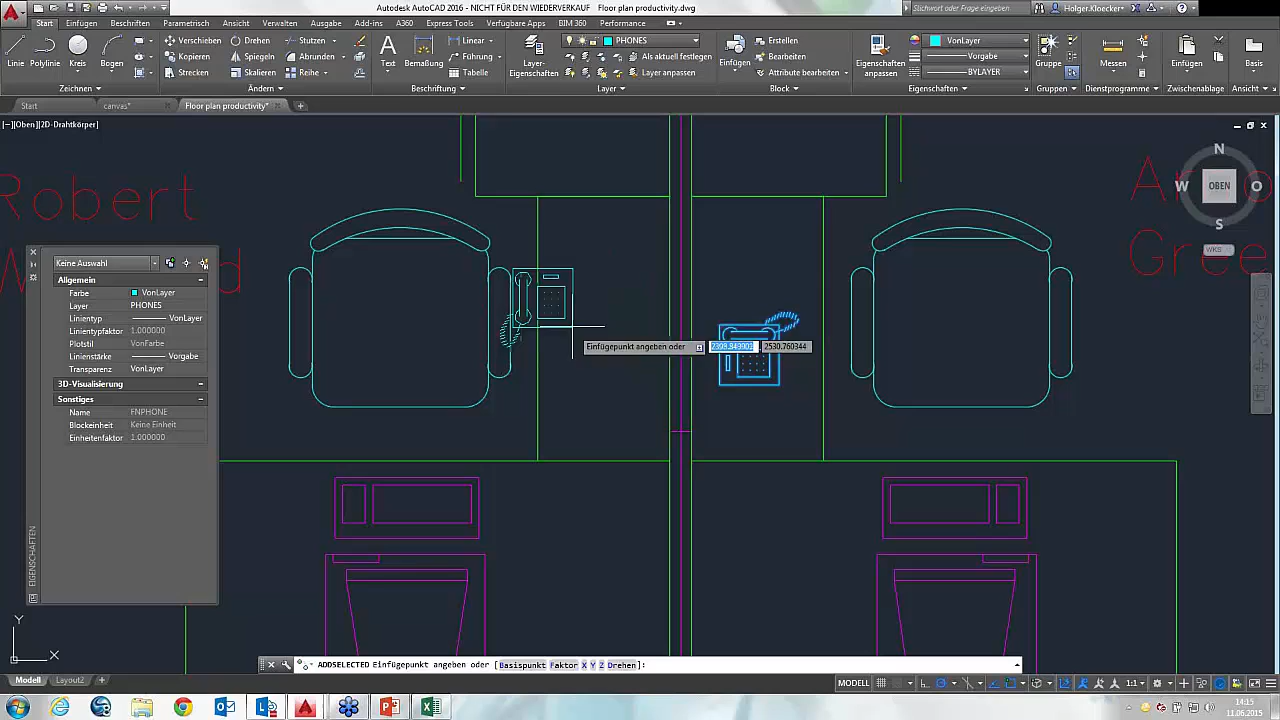 Autodesk AutoCAD 2016 - NICHT FÜR DEN WIEDERVERKAUF Floor plan productivity.dwg
Stichwort oder Frage eingeben
Holger.Kloecker...
Start Einfügen Beschriften Parametrisch Ansicht Verwalten Ausgabe Add-ins A360 Express Tools Verfügbare Apps BIM 360 Performance
Linie Polylinie Kreis Bogen
Verschieben Drehen Stutzen
Kopieren Spiegeln Abrunden
Strecken Skalieren Reihe
Text Bemaßung
Linear
Führung
Tabelle
Layer-
Eigenschaften
PHONES
Als aktuell festlegen
Layer anpassen
Einfügen
Erstellen
Bearbeiten
Attribute bearbeiten
Eigenschaften
anpassen
VonLayer
Vorgabe
BYLAYER
Gruppe Messen Einfügen Basis
Zeichnen Ändern Beschriftung Layer Block Eigenschaften Gruppen Dienstprogramme Zwischenablage Ansicht
Start canvas* Floor plan productivity*
[−][Oben][2D-Drahtkörper]
Robert
N
W OBEN O
S
WKS
Gree
Keine Auswahl
Allgemein
Farbe VonLayer
Layer PHONES
Linientyp VonLayer
Linientypfaktor 1.000000
Plotstil VonFarbe
Linienstärke Vorgabe
Transparenz VonLayer
3D-Visualisierung
Sonstiges
Name FNPHONE
Blockeinheit Keine Einheit
Einheitenfaktor 1.000000
EIGENSCHAFTEN
Einfügepunkt angeben oder 2530.760344
Y
X
ADDSELECTED Einfügepunkt angeben oder [Basispunkt Faktor X Y Z Drehen]:
Modell Layout2
MODELL 1:1
14:15
11.06.2015